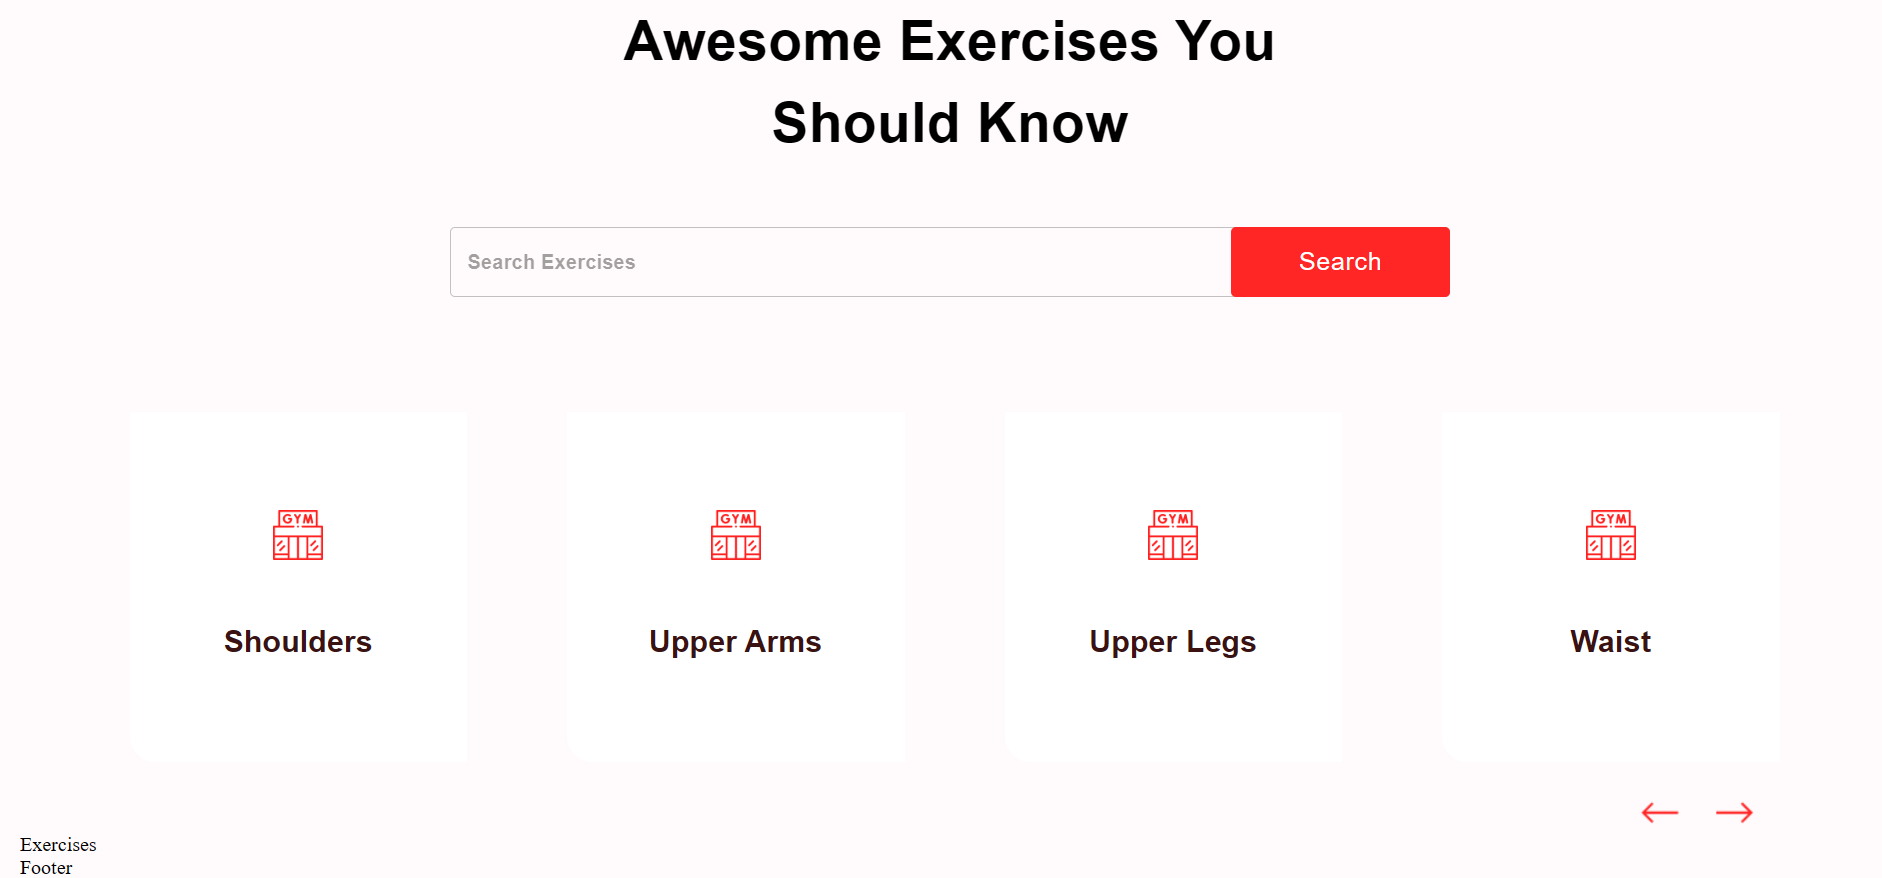 Awesome Exercises You
Should Know
Search Exercises
Search
GYM
GYM
GYM
GYM
Shoulders
Upper Arms
Upper Legs
Waist
Exercises
Footer